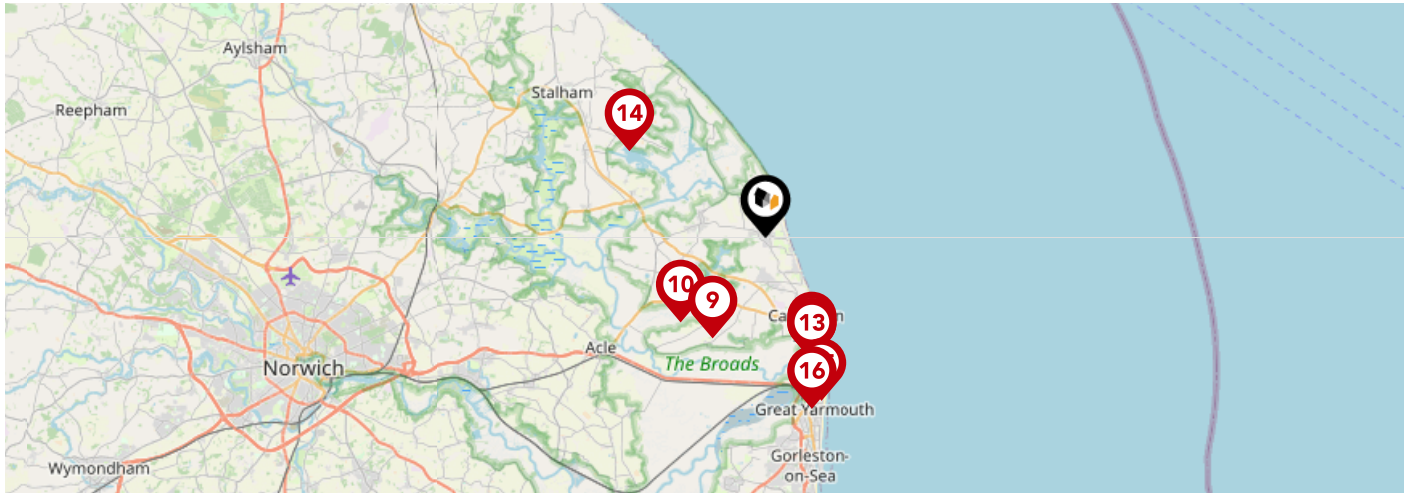 Aylsham
Stalham
Reepham
14
10
9
13
Acle
The Broads
16
Norwich
Great Yarmouth
Gorleston-
on-Sea
Wymondham